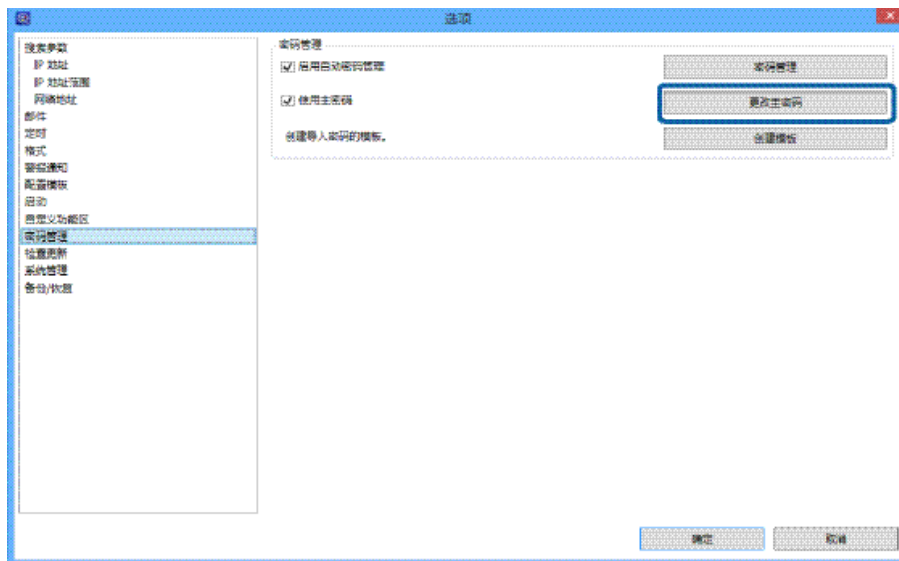 选项
搜索参数
IP 地址
IP 地址范围
网络地址
邮件
定时
格式
警报通知
配置模板
启动
自定义功能区
密码管理
检查更新
系统管理
备份/恢复
密码管理
启用自动密码管理
密码管理
使用主密码
更改主密码
创建导入密码的模板。
创建模板
确定
取消